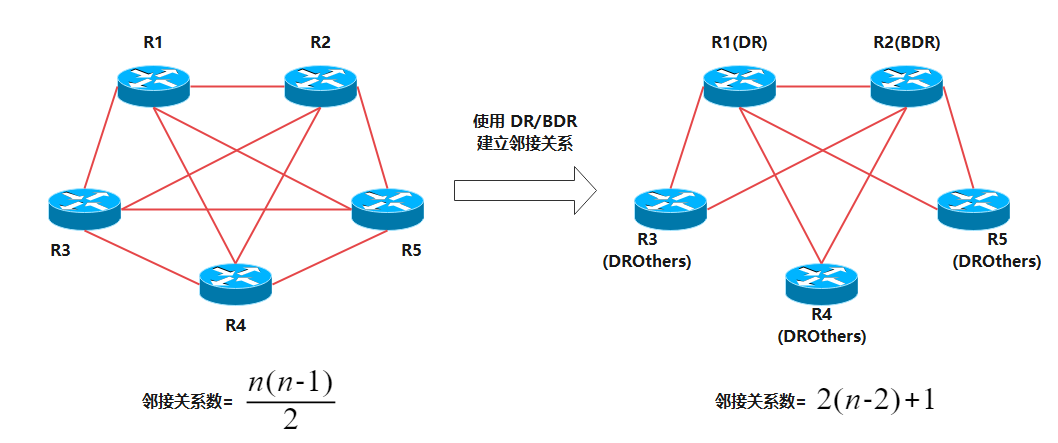 R1
R2
R3
R5
R4
邻接关系数= n(n-1)/2
使用 DR/BDR
建立邻接关系
R1(DR)
R2(BDR)
R3
(DROthers)
R5
(DROthers)
R4
(DROthers)
邻接关系数= 2(n-2)+1